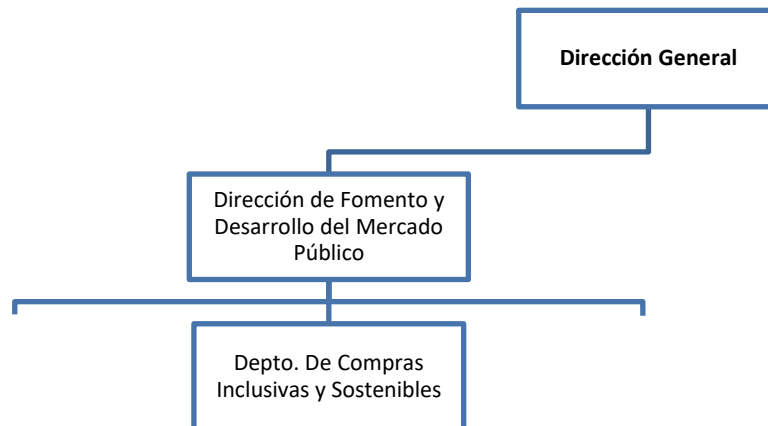 Dirección General
Dirección de Fomento y
Desarrollo del Mercado
Público
Depto. De Compras
Inclusivas y Sostenibles